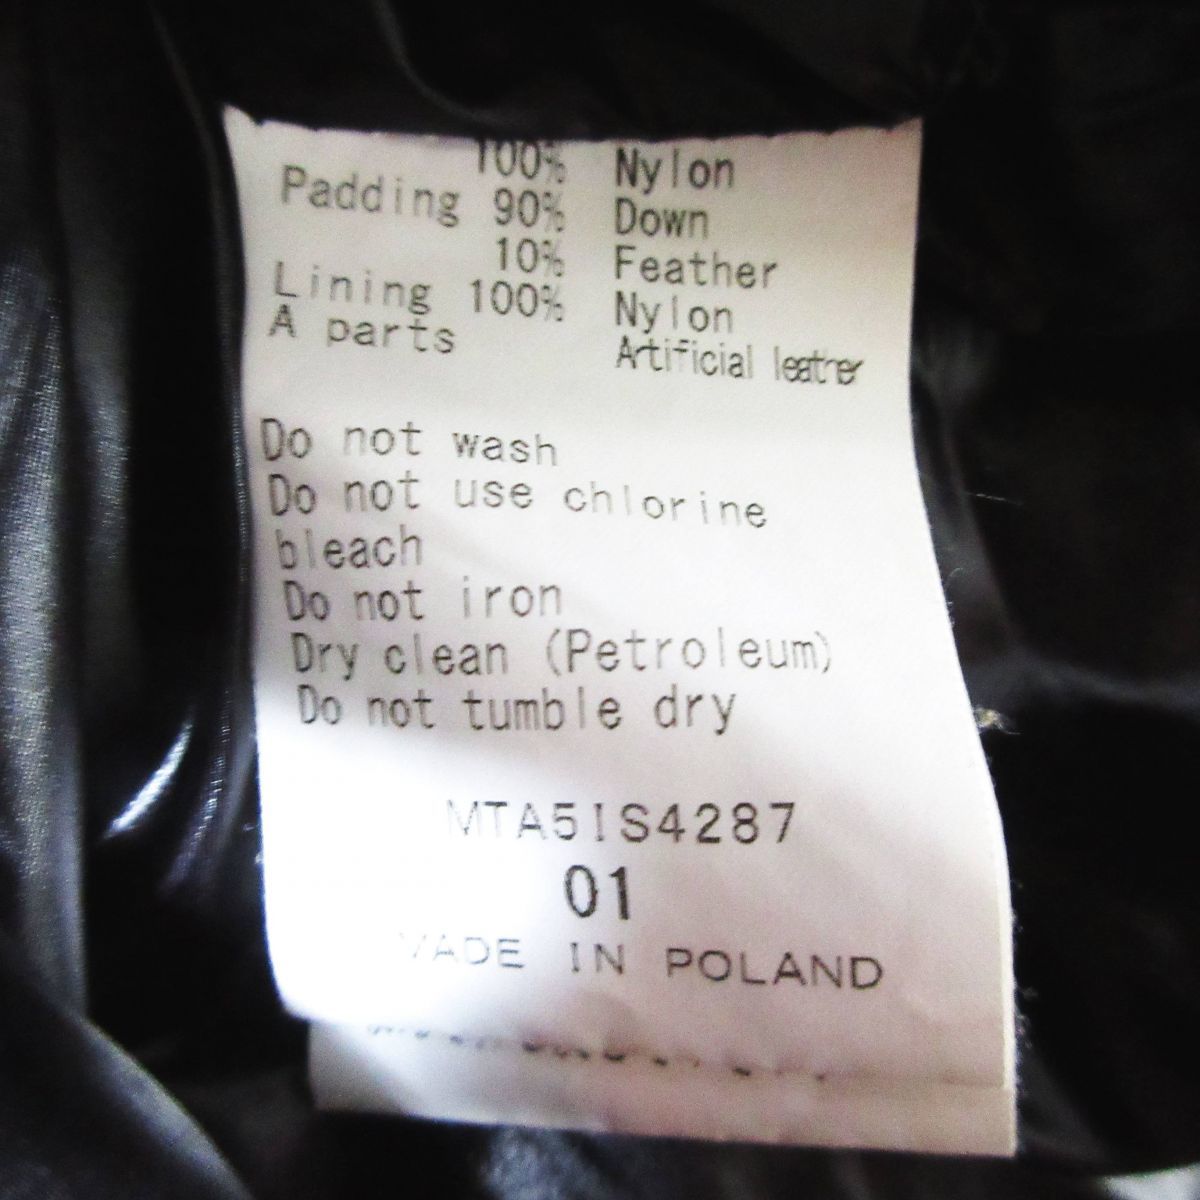 100% Nylon
Padding 90% Down
10% Feather
Lining 100% Nylon
A parts Artificial leather
Do not wash
Do not use chlorine
bleach
Do not iron
Dry clean (Petroleum)
Do not tumble dry
MTA5IS4287
01
MADE IN POLAND